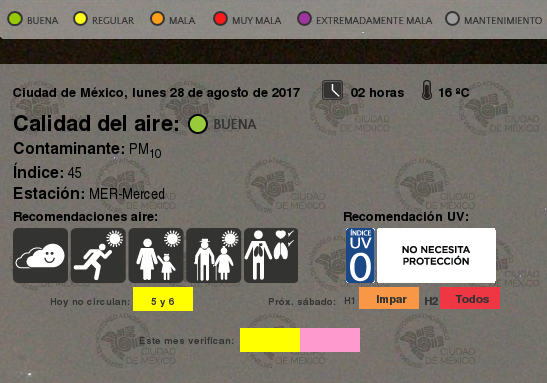 BUENA REGULAR MALA MUY MALA EXTREMADAMENTE MALA MANTENIMIENTO
Ciudad de México, lunes 28 de agosto de 2017 02 horas 16 ºC
Calidad del aire: BUENA
Contaminante: PM10
Índice: 45
Estación: MER-Merced
Recomendaciones aire: Recomendación UV:
ÍNDICE
UV
0
NO NECESITA
PROTECCIÓN
Hoy no circulan: 5 y 6 Próx. sábado: H1 Impar H2 Todos
Este mes verifican:
CIUDAD
DE MÉXICO